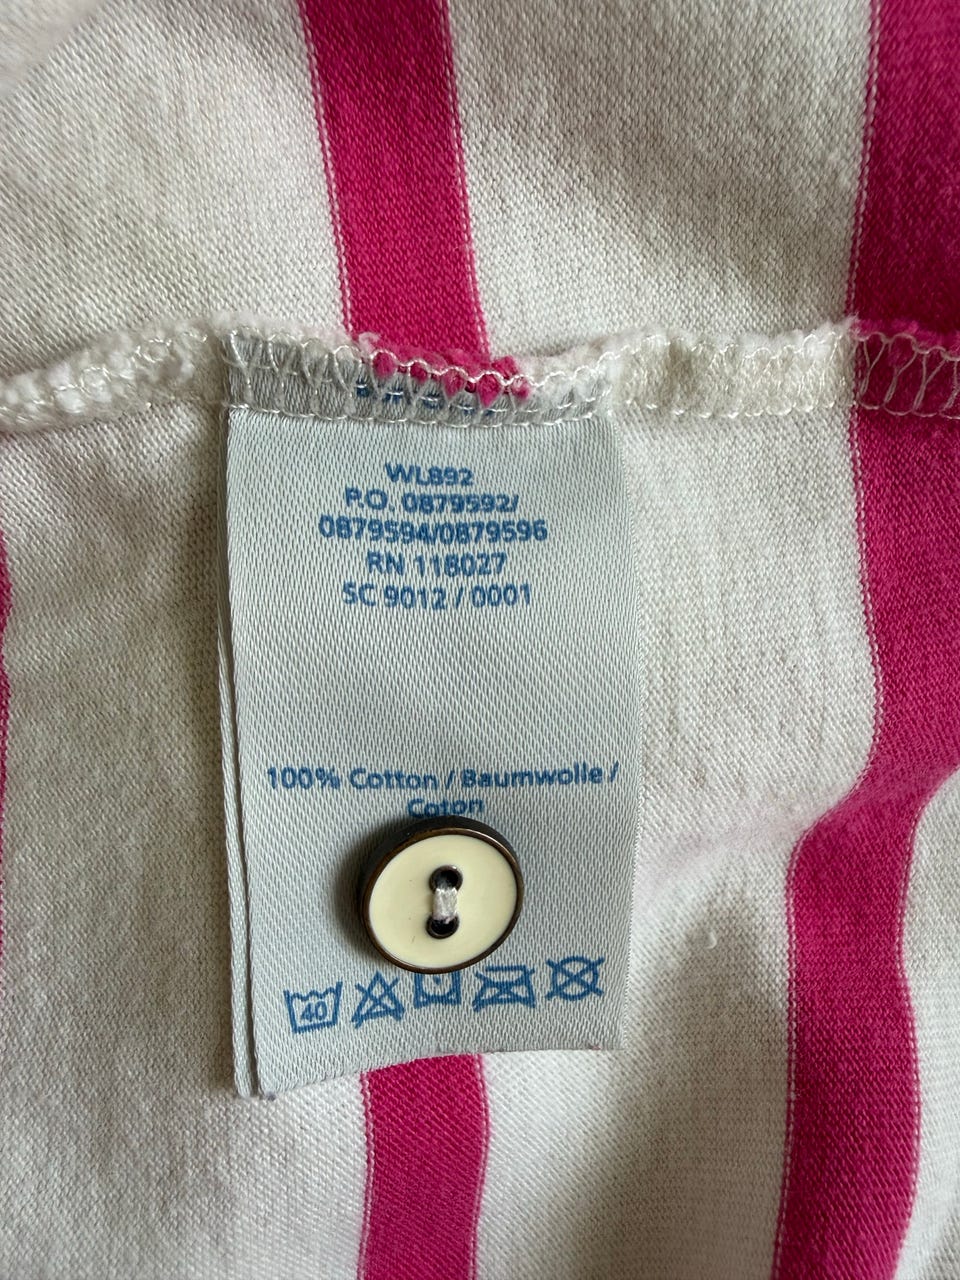 WL892
P.O. 0879592/
0879594/0879596
RN 118027
SC 9012 / 0001
100% Cotton / Baumwolle /
Coton
40